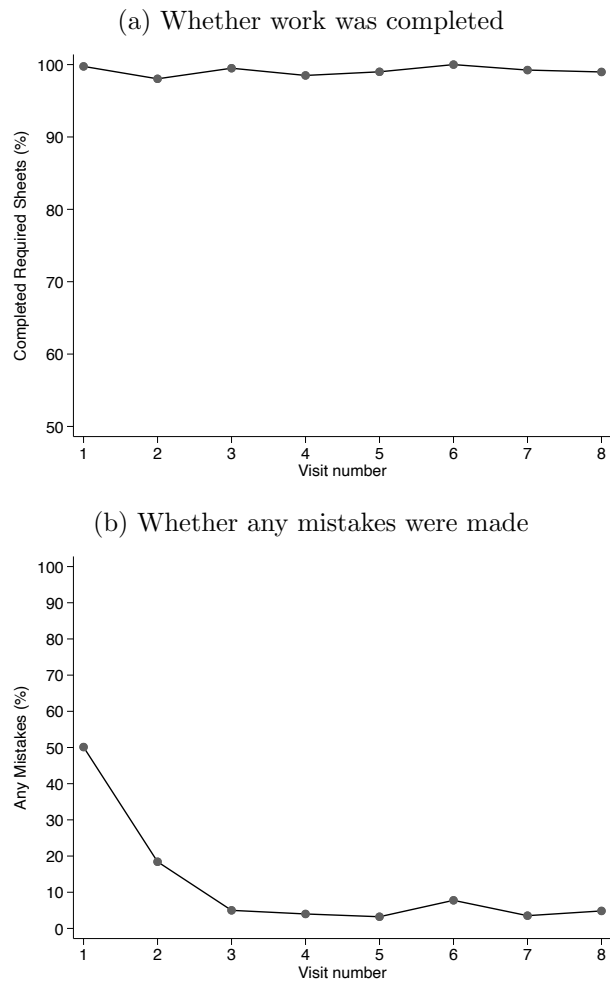 (a) Whether work was completed
Completed Required Sheets (%)
100
90
80
70
60
50
1 2 3 4 5 6 7 8
Visit number
(b) Whether any mistakes were made
Any Mistakes (%)
100
90
80
70
60
50
40
30
20
10
0
1 2 3 4 5 6 7 8
Visit number